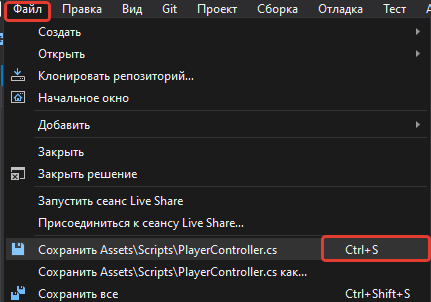 Файл Правка Вид Git Проект Сборка Отладка Тест
Создать
Открыть
Клонировать репозиторий...
Начальное окно
Добавить
Закрыть
Закрыть решение
Запустить сеанс Live Share
Присоединиться к сеансу Live Share...
Сохранить Assets\Scripts\PlayerController.cs Ctrl+S
Сохранить Assets\Scripts\PlayerController.cs как...
Сохранить все Ctrl+Shift+S